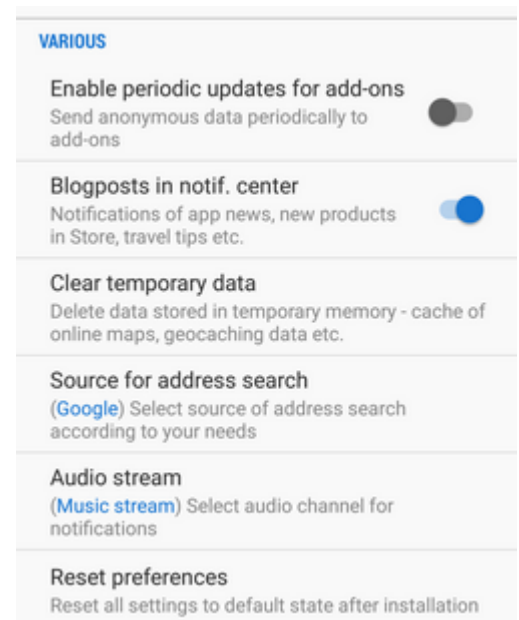 VARIOUS
Enable periodic updates for add-ons
Send anonymous data periodically to
add-ons
Blogposts in notif. center
Notifications of app news, new products
in Store, travel tips etc.
Clear temporary data
Delete data stored in temporary memory - cache of
online maps, geocaching data etc.
Source for address search
(Google) Select source of address search
according to your needs
Audio stream
(Music stream) Select audio channel for
notifications
Reset preferences
Reset all settings to default state after installation